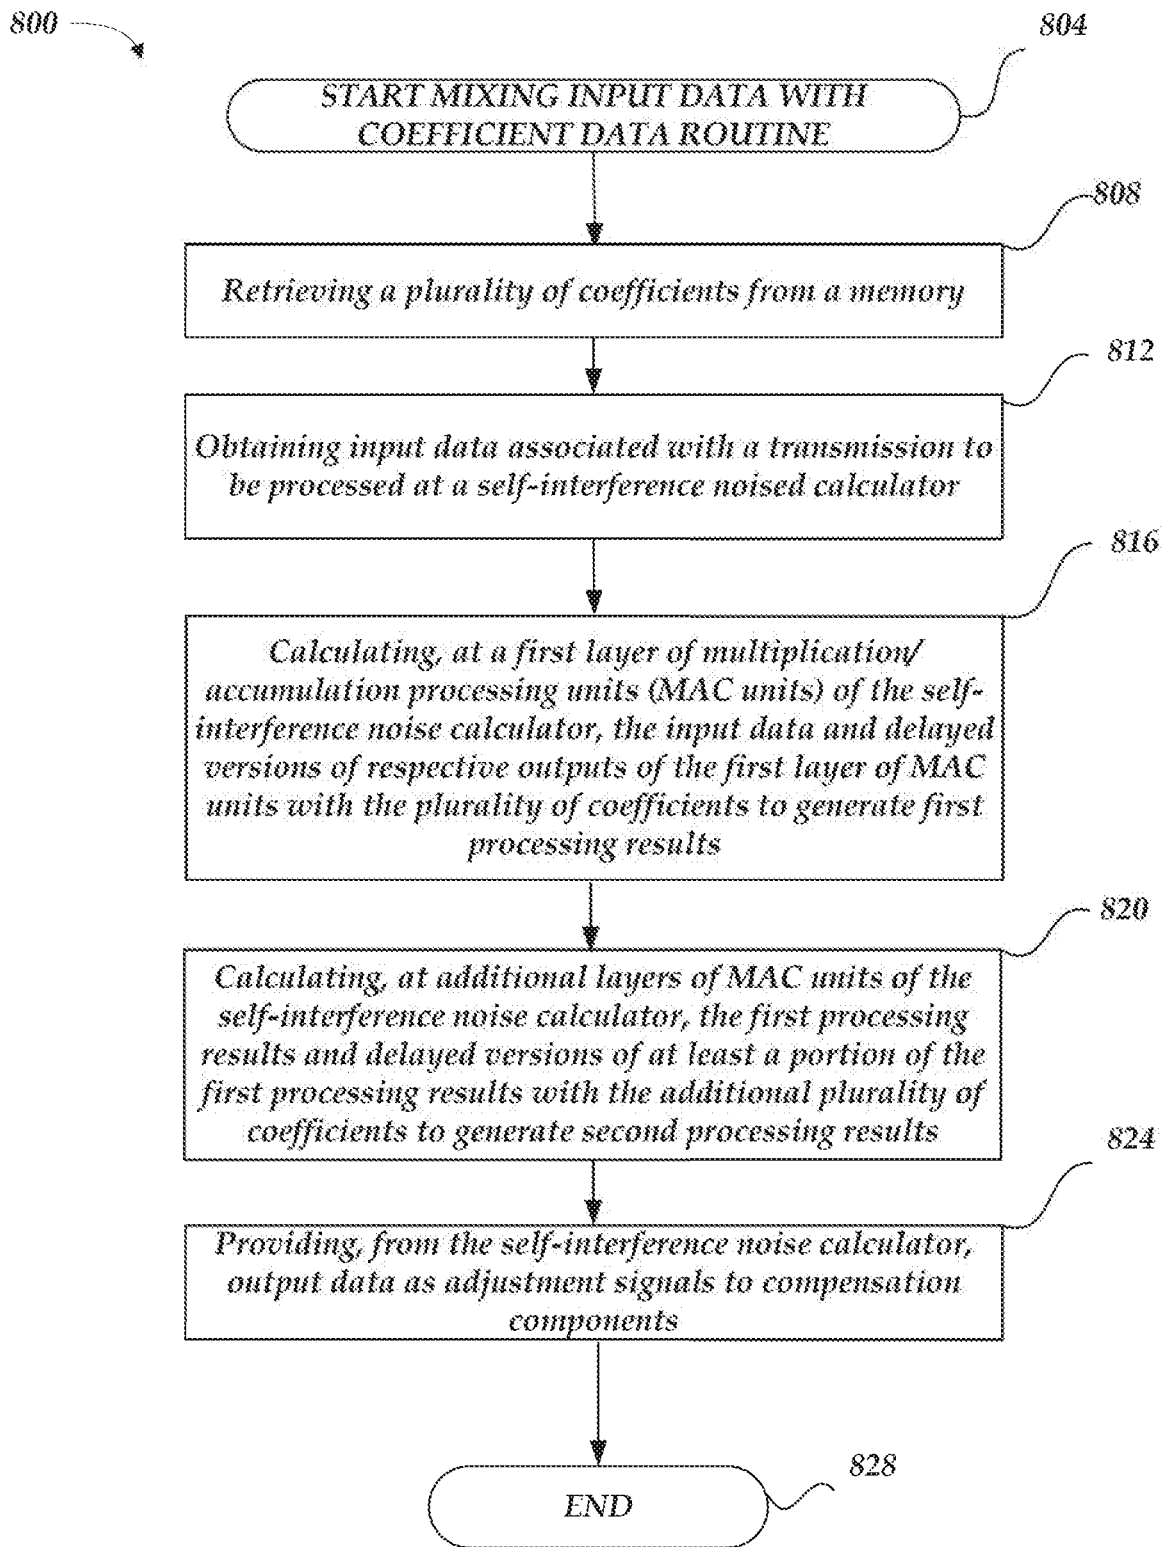 800
804
START MIXING INPUT DATA WITH
COEFFICIENT DATA ROUTINE
808
Retrieving a plurality of coefficients from a memory
812
Obtaining input data associated with a transmission to
be processed at a self-interference noised calculator
816
Calculating, at a first layer of multiplication/
accumulation processing units (MAC units) of the self-
interference noise calculator, the input data and delayed
versions of respective outputs of the first layer of MAC
units with the plurality of coefficients to generate first
processing results
820
Calculating, at additional layers of MAC units of the
self-interference noise calculator, the first processing
results and delayed versions of at least a portion of the
first processing results with the additional plurality of
coefficients to generate second processing results
824
Providing, from the self-interference noise calculator,
output data as adjustment signals to compensation
components
828
END